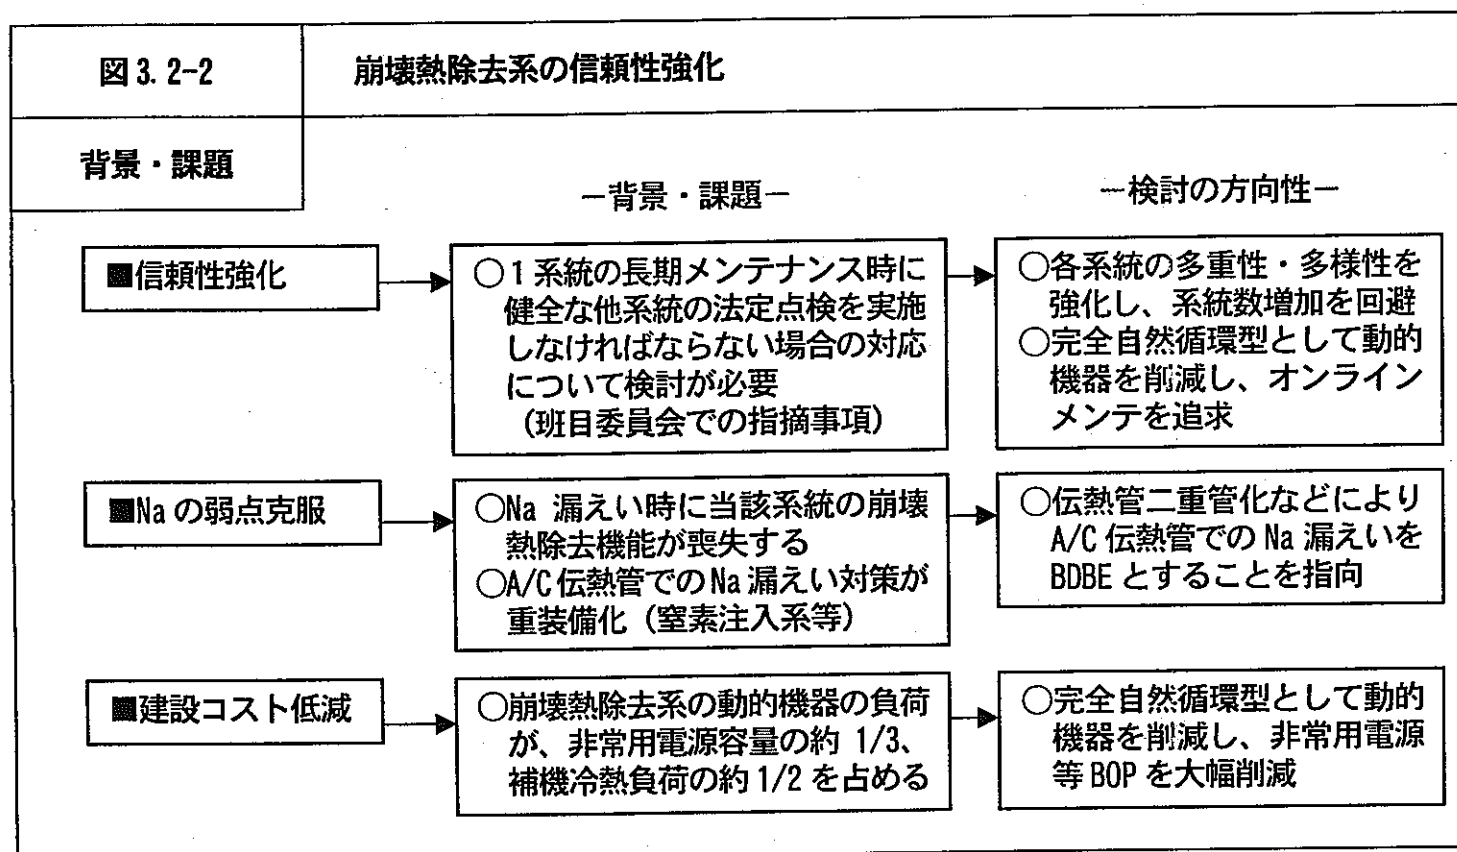 図3.2-2
崩壊熱除去系の信頼性強化
背景・課題
－背景・課題－
－検討の方向性－
■信頼性強化
○1系統の長期メンテナンス時に
健全な他系統の法定点検を実施
しなければならない場合の対応
について検討が必要
（班目委員会での指摘事項）
○各系統の多重性・多様性を
強化し、系統数増加を回避
○完全自然循環型として動的
機器を削減し、オンライン
メンテを追求
■Naの弱点克服
○Na 漏えい時に当該系統の崩壊
熱除去機能が喪失する
○A/C伝熱管でのNa漏えい対策が
重装備化（窒素注入系等）
○伝熱管二重管化などにより
A/C伝熱管でのNa漏えいを
BDBEとすることを指向
■建設コスト低減
○崩壊熱除去系の動的機器の負荷
が、非常用電源容量の約1/3、
補機冷熱負荷の約1/2を占める
○完全自然循環型として動的
機器を削減し、非常用電源
等BOPを大幅削減